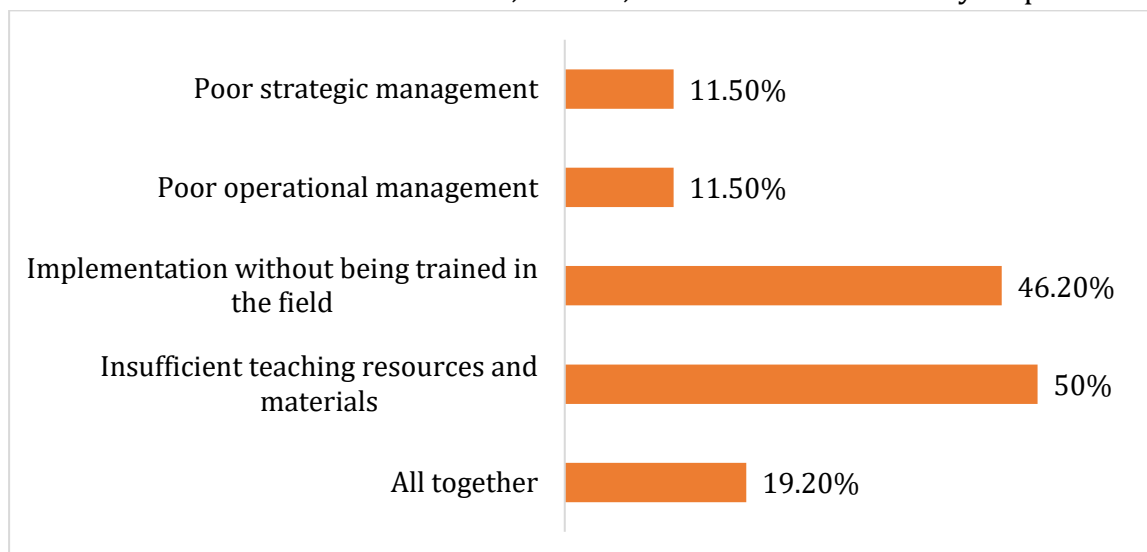 Poor strategic management
11.50%
Poor operational management
11.50%
Implementation without being trained in
the field
46.20%
Insufficient teaching resources and
materials
50%
All together
19.20%